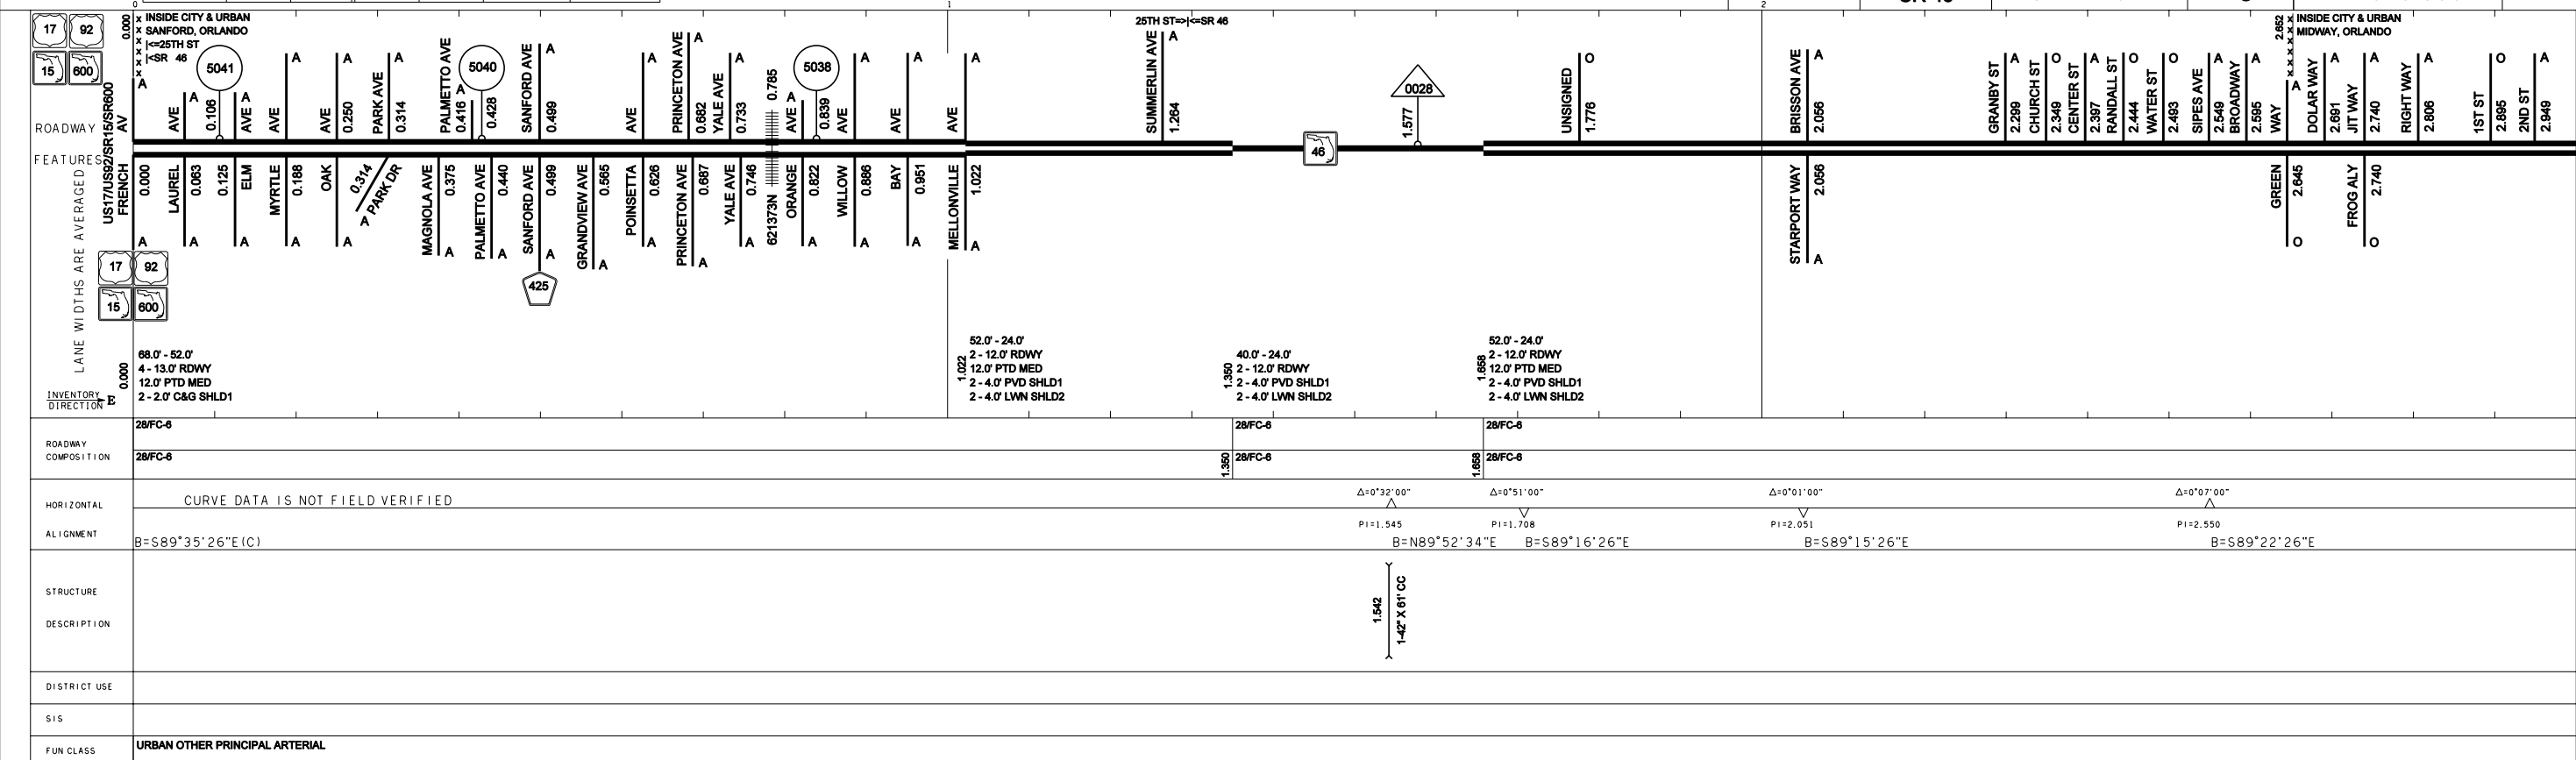 0
1
2
17
92
15
600
0.000
INSIDE CITY & URBAN
SANFORD, ORLANDO
|<=25TH ST
|<SR 46
25TH ST=>|<=SR 46
2.652
INSIDE CITY & URBAN
MIDWAY, ORLANDO
ROADWAY
FEATURES
LANE WIDTHS ARE AVERAGED
US17/US92/SR15/SR600
FRENCH AV
0.000
A
A
LAUREL AVE
0.063
A
A
5041
0.106
ELM AVE
0.125
A
A
MYRTLE AVE
0.188
A
A
OAK AVE
0.250
A
A
PARK AVE
0.314
A
0.314
A PARK DR
MAGNOLA AVE
0.375
A
PALMETTO AVE
0.416
A
5040
0.428
PALMETTO AVE
0.440
A
SANFORD AVE
0.499
A
SANFORD AVE
0.499
A
425
GRANDVIEW AVE
0.565
A
POINSETTA AVE
0.626
A
A
PRINCETON AVE
0.682
A
PRINCETON AVE
0.687
A
YALE AVE
0.733
A
YALE AVE
0.746
A
621373N
0.785
ORANGE AVE
0.822
A
A
5038
0.839
WILLOW AVE
0.886
A
A
BAY AVE
0.951
A
A
MELLONVILLE AVE
1.022
A
A
SUMMERLIN AVE
1.264
A
46
0028
1.577
UNSIGNED
1.776
O
BRISSON AVE
2.056
A
STARPORT WAY
2.056
A
GRANBY ST
2.299
A
CHURCH ST
2.349
O
CENTER ST
2.397
A
RANDALL ST
2.444
O
WATER ST
2.493
O
SIPES AVE
2.549
A
BROADWAY
2.595
A
GREEN WAY
2.645
A
O
DOLAR WAY
2.691
A
JIT WAY
2.740
A
FROG ALY
2.740
O
RIGHT WAY
2.806
A
1ST ST
2.895
O
2ND ST
2.949
A
17
92
15
600
INVENTORY
DIRECTION E
0.000
68.0' - 52.0'
4 - 13.0' RDWY
12.0' PTD MED
2 - 2.0' C&G SHLD1
1.022
52.0' - 24.0'
2 - 12.0' RDWY
12.0' PTD MED
2 - 4.0' PVD SHLD1
2 - 4.0' LWN SHLD2
1.350
40.0' - 24.0'
2 - 12.0' RDWY
2 - 4.0' PVD SHLD1
2 - 4.0' LWN SHLD2
1.658
52.0' - 24.0'
2 - 12.0' RDWY
12.0' PTD MED
2 - 4.0' PVD SHLD1
2 - 4.0' LWN SHLD2
ROADWAY
COMPOSITION
28/FC-6
28/FC-6
1.350
28/FC-6
28/FC-6
1.658
28/FC-6
28/FC-6
HORIZONTAL
ALIGNMENT
CURVE DATA IS NOT FIELD VERIFIED
B=S89°35'26"E(C)
Δ=0°32'00"
PI=1.545
B=N89°52'34"E
Δ=0°51'00"
PI=1.708
B=S89°16'26"E
Δ=0°01'00"
PI=2.051
B=S89°15'26"E
Δ=0°07'00"
PI=2.550
B=S89°22'26"E
STRUCTURE
DESCRIPTION
1.542
1-42" X 61' CC
DISTRICT USE
SIS
FUN CLASS
URBAN OTHER PRINCIPAL ARTERIAL